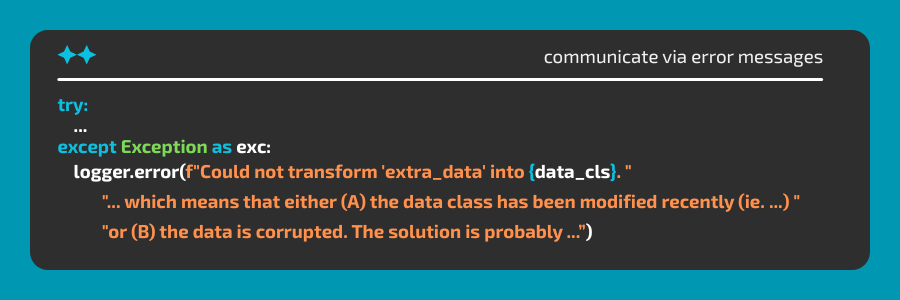 communicate via error messages
try:
...
except Exception as exc:
logger.error(f"Could not transform 'extra_data' into {data_cls}. "
"... which means that either (A) the data class has been modified recently (ie. ...) "
"or (B) the data is corrupted. The solution is probably ...”)